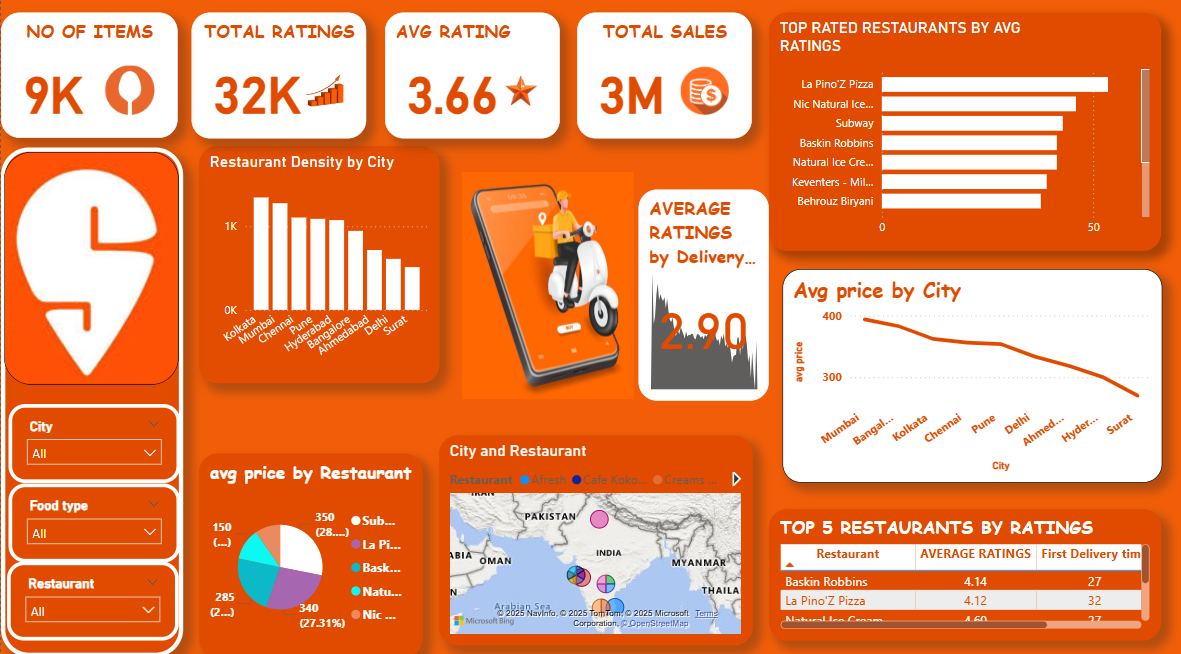 NO OF ITEMS
9K
TOTAL RATINGS
32K
AVG RATING
3.66
TOTAL SALES
3M
TOP RATED RESTAURANTS BY AVG
RATINGS
La Pino'Z Pizza
Nic Natural Ice...
Subway
Baskin Robbins
Natural Ice Cre...
Keventers - Mil...
Behrouz Biryani
0
50
Restaurant Density by City
1K
0K
Kolkata
Mumbai
Chennai
Pune
Hyderabad
Bangalore
Ahmedabad
Delhi
Surat
AVERAGE
RATINGS
by Delivery...
2.90
Avg price by City
400
300
avg price
Mumbai
Bangal...
Kolkata
Chennai
Pune
Delhi
Ahmed...
Hyder...
Surat
City
City
All
Food type
All
Restaurant
All
avg price by Restaurant
350
(28....)
340
(27.31%)
285
(2...)
150
(...)
Sub...
La Pi...
Bask...
Natu...
Nic ...
City and Restaurant
Restaurant
Afresh
Cafe Koko...
Creams ...
IRAN
PAKISTAN
INDIA
OMAN
ABIA
MYANMAR
THAILA
Arabian Sea
© 2025 NavInfo, © 2025 TomTom, © 2025 Microsoft
Corporation, © OpenStreetMap
Terms
Microsoft Bing
TOP 5 RESTAURANTS BY RATINGS
Restaurant AVERAGE RATINGS First Delivery tim
Baskin Robbins 4.14 27
La Pino'Z Pizza 4.12 32
Natural Ice Cream 4.60 27